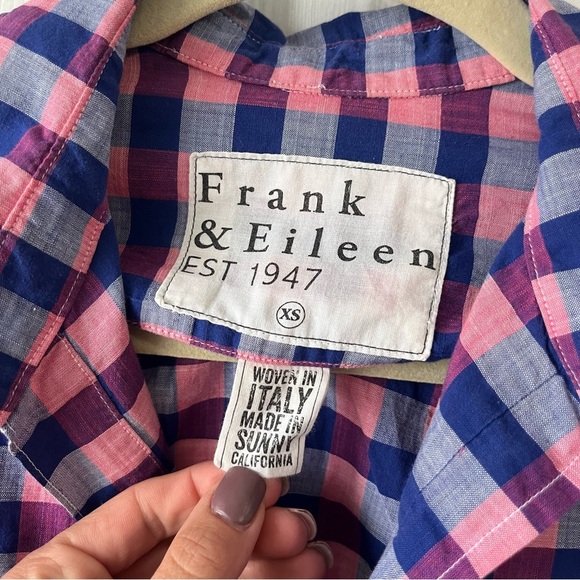 Frank
& Eileen
EST 1947
XS
WOVEN IN
ITALY
MADE IN
SUNNY
CALIFORNIA